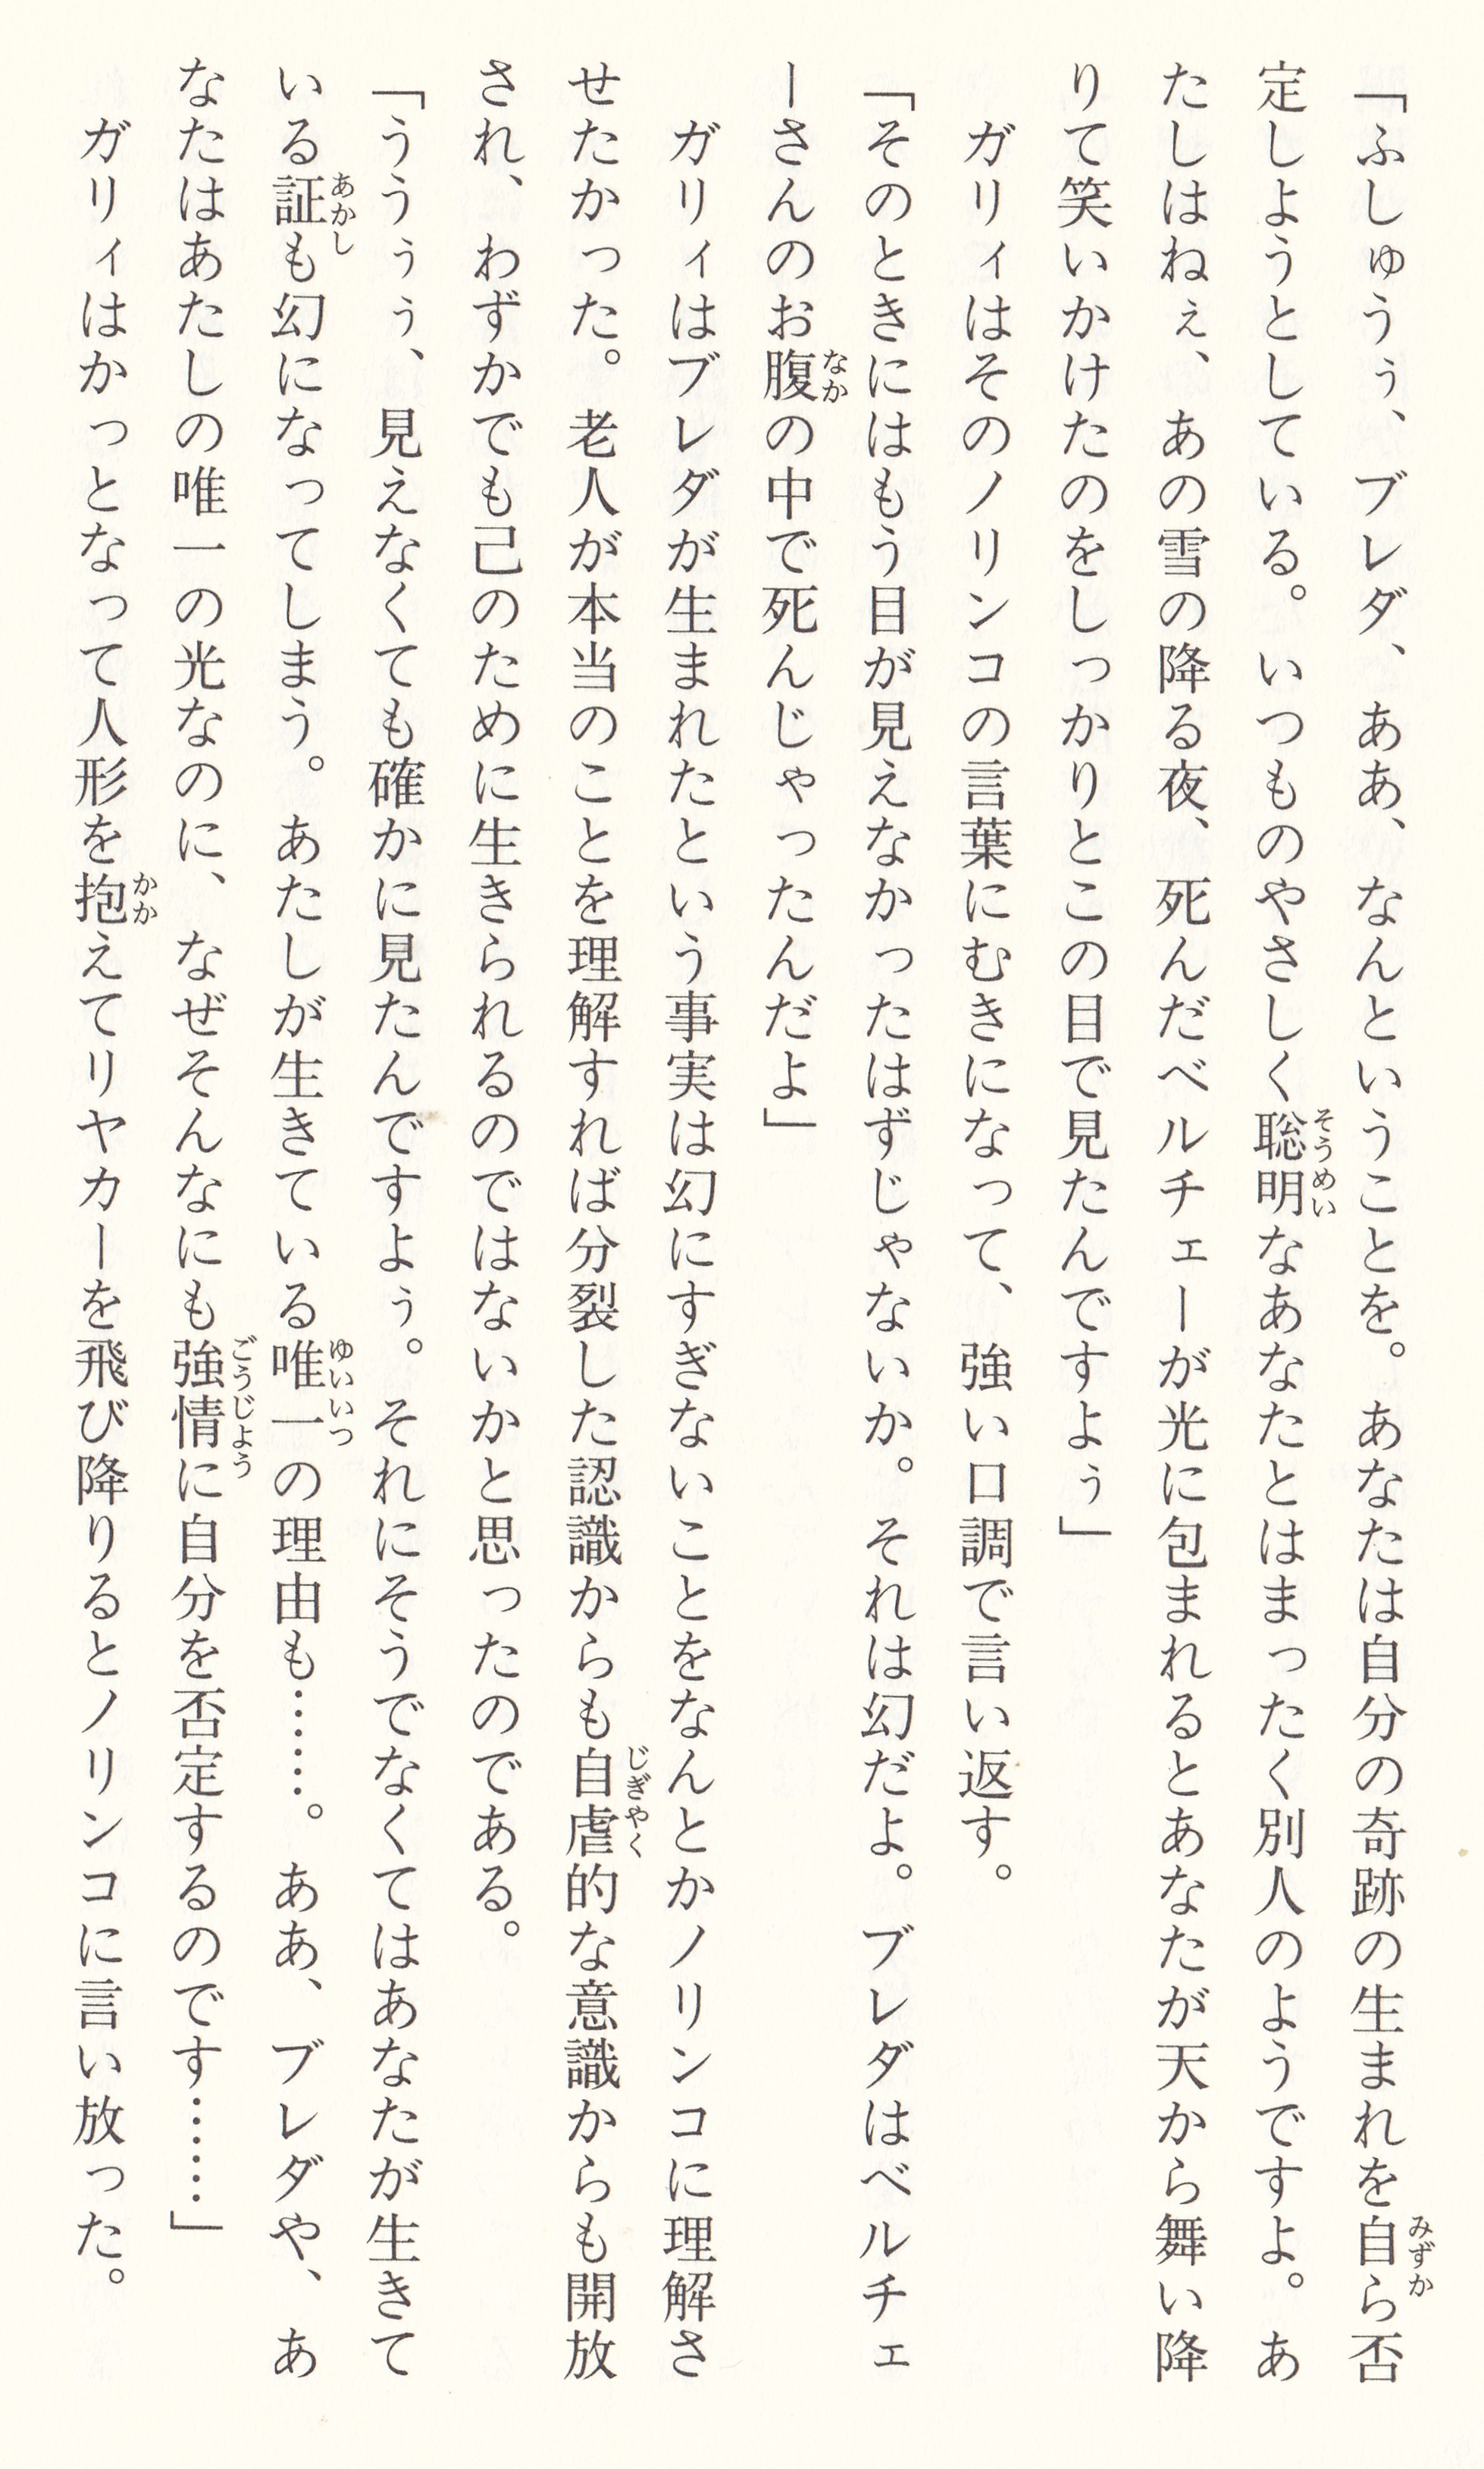 「ふしゅうぅ、ブレダ、ああ、なんということを。あなたは自分の奇跡の生まれを自ら否
定しようとしている。いつものやさしく聡明なあなたとはまったく別人のようですよ。あ
たしはねぇ、あの雪の降る夜、死んだベルチェーが光に包まれるとあなたが天から舞い降
りて笑いかけたのをしっかりとこの目で見たんですよぅ」
ガリィはそのノリンコの言葉にむきになって、強い口調で言い返す。
「そのときにはもう目が見えなかったはずじゃないか。それは幻だよ。ブレダはベルチェ
ーさんのお腹の中で死んじゃったんだよ」
ガリィはブレダが生まれたという事実は幻にすぎないことをなんとかノリンコに理解さ
せたかった。老人が本当のことを理解すれば分裂した認識からも自虐的な意識からも開放
され、わずかでも己のために生きられるのではないかと思ったのである。
「ううぅぅ、見えなくても確かに見たんですよぅ。それにそうでなくてはあなたが生きて
いる証も幻になってしまう。あたしが生きている唯一の理由も……。ああ、ブレダや、あ
なたはあたしの唯一の光なのに、なぜそんなにも強情に自分を否定するのです……」
ガリィはかっとなって人形を抱えてリヤカーを飛び降りるとノリンコに言い放った。